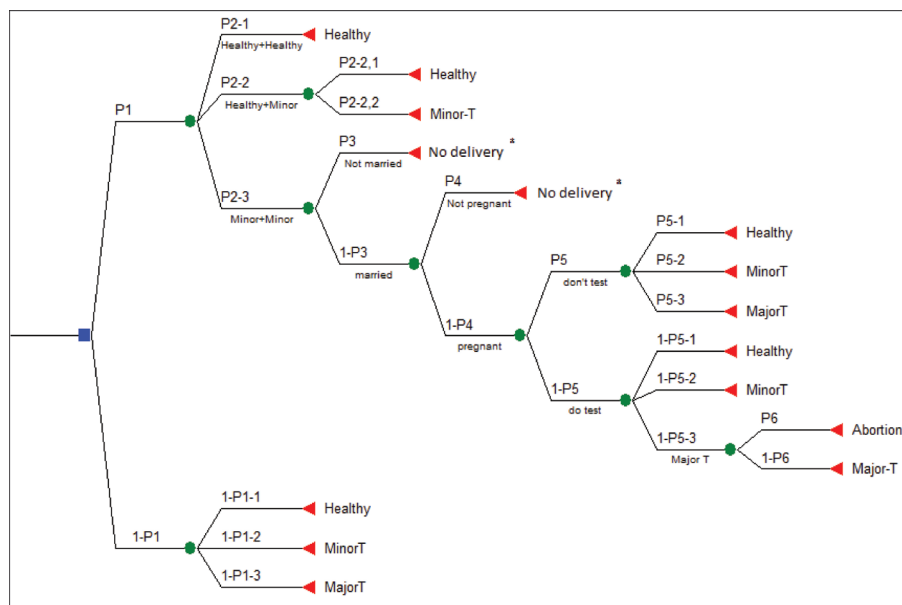 P2-1
Healthy+Healthy
Healthy
P2-2
Healthy+Minor
P2-2,1
Healthy
P2-2,2
Minor-T
P1
P2-3
Minor+Minor
P3
Not married
No delivery *
1-P3
married
P4
Not pregnant
No delivery *
1-P4
pregnant
P5
don't test
P5-1
Healthy
P5-2
MinorT
P5-3
MajorT
1-P5
do test
1-P5-1
Healthy
1-P5-2
MinorT
1-P5-3
Major T
P6
Abortion
1-P6
Major-T
1-P1
1-P1-1
Healthy
1-P1-2
MinorT
1-P1-3
MajorT